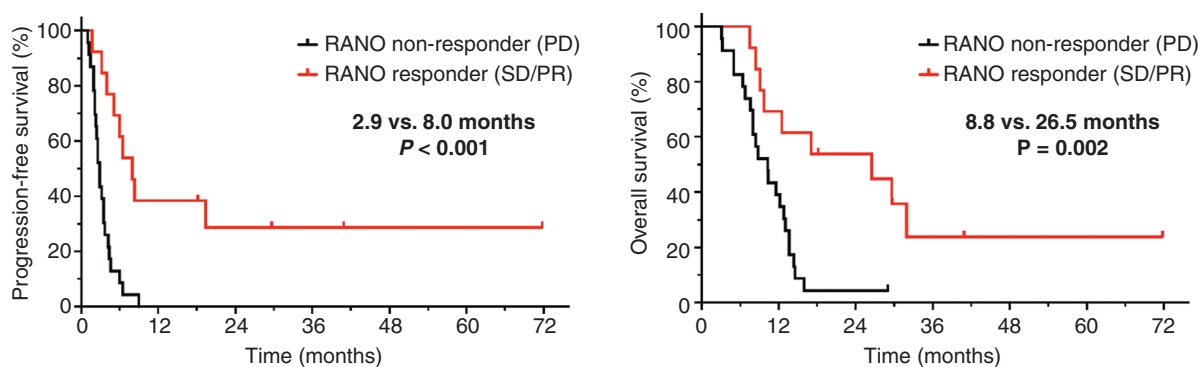 Progression-free survival (%)
100
80
60
40
20
0
RANO non-responder (PD)
RANO responder (SD/PR)
2.9 vs. 8.0 months
P < 0.001
0 12 24 36 48 60 72
Time (months)
Overall survival (%)
100
80
60
40
20
0
RANO non-responder (PD)
RANO responder (SD/PR)
8.8 vs. 26.5 months
P = 0.002
0 12 24 36 48 60 72
Time (months)